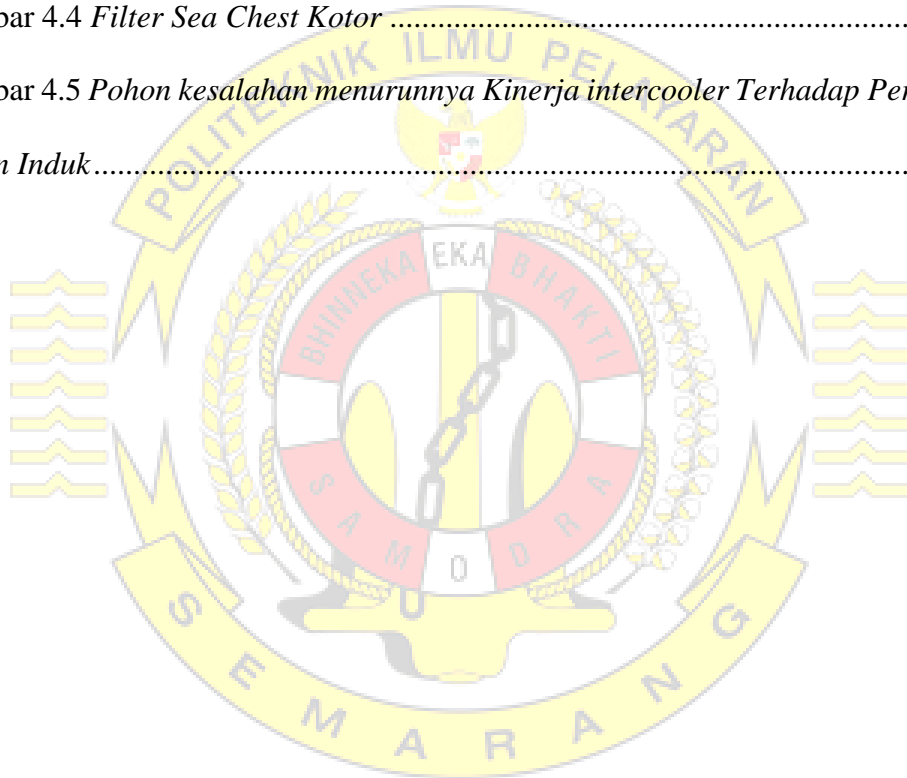 bar 4.4 Filter Sea Chest Kotor ........................................................................
bar 4.5 Pohon kesalahan menurunnya Kinerja intercooler Terhadap Per
n Induk ........................................................................................................
POLITEKNIK ILMU PELAYARAN
BHINNEKA EKA BHAKTI
SAMODRA
SEMARANG